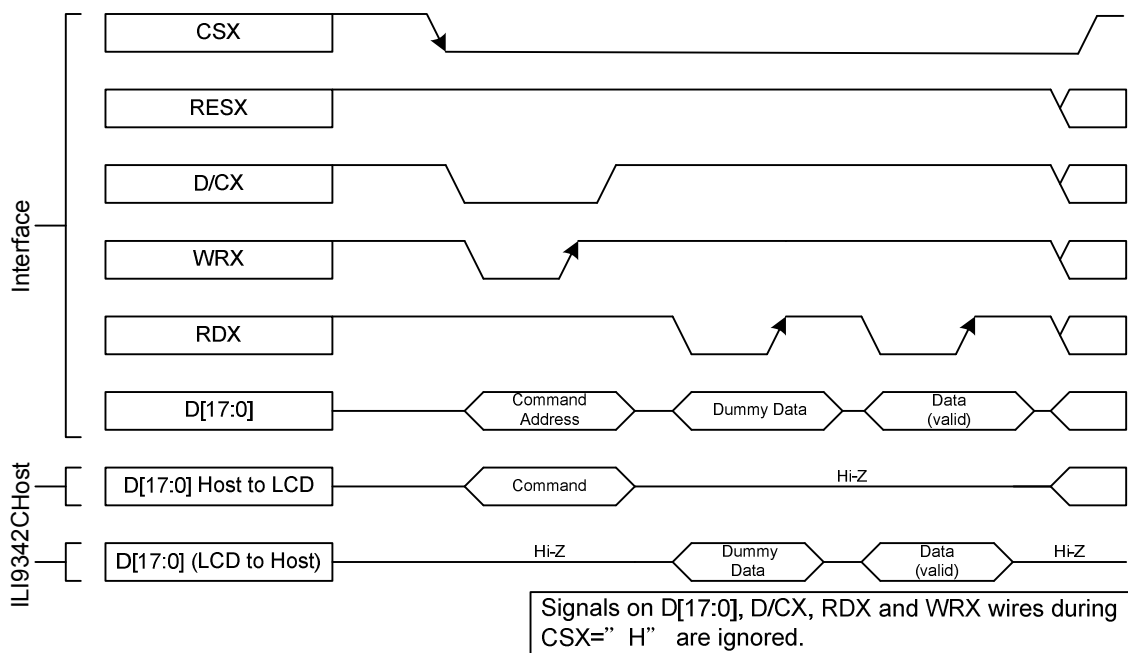 Interface
CSX
RESX
D/CX
WRX
RDX
D[17:0]
Command
Address
Dummy Data
Data
(valid)
ILI9342CHost
D[17:0] Host to LCD
Command
Hi-Z
D[17:0] (LCD to Host)
Hi-Z
Dummy
Data
Data
(valid)
Hi-Z
Signals on D[17:0], D/CX, RDX and WRX wires during
CSX=”H” are ignored.